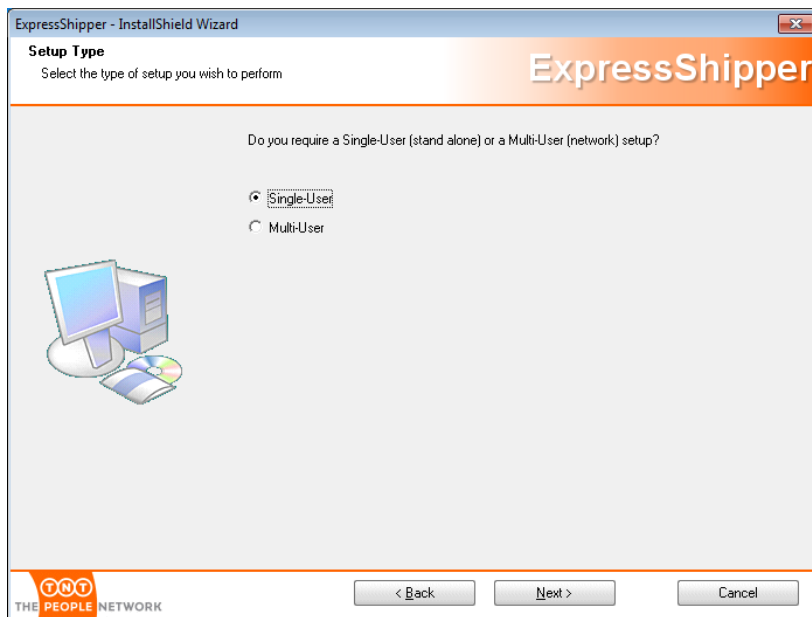 ExpressShipper - InstallShield Wizard
Setup Type
Select the type of setup you wish to perform
ExpressShipper
Do you require a Single-User (stand alone) or a Multi-User (network) setup?
Single-User
Multi-User
TNT
THE PEOPLE NETWORK
< Back
Next >
Cancel